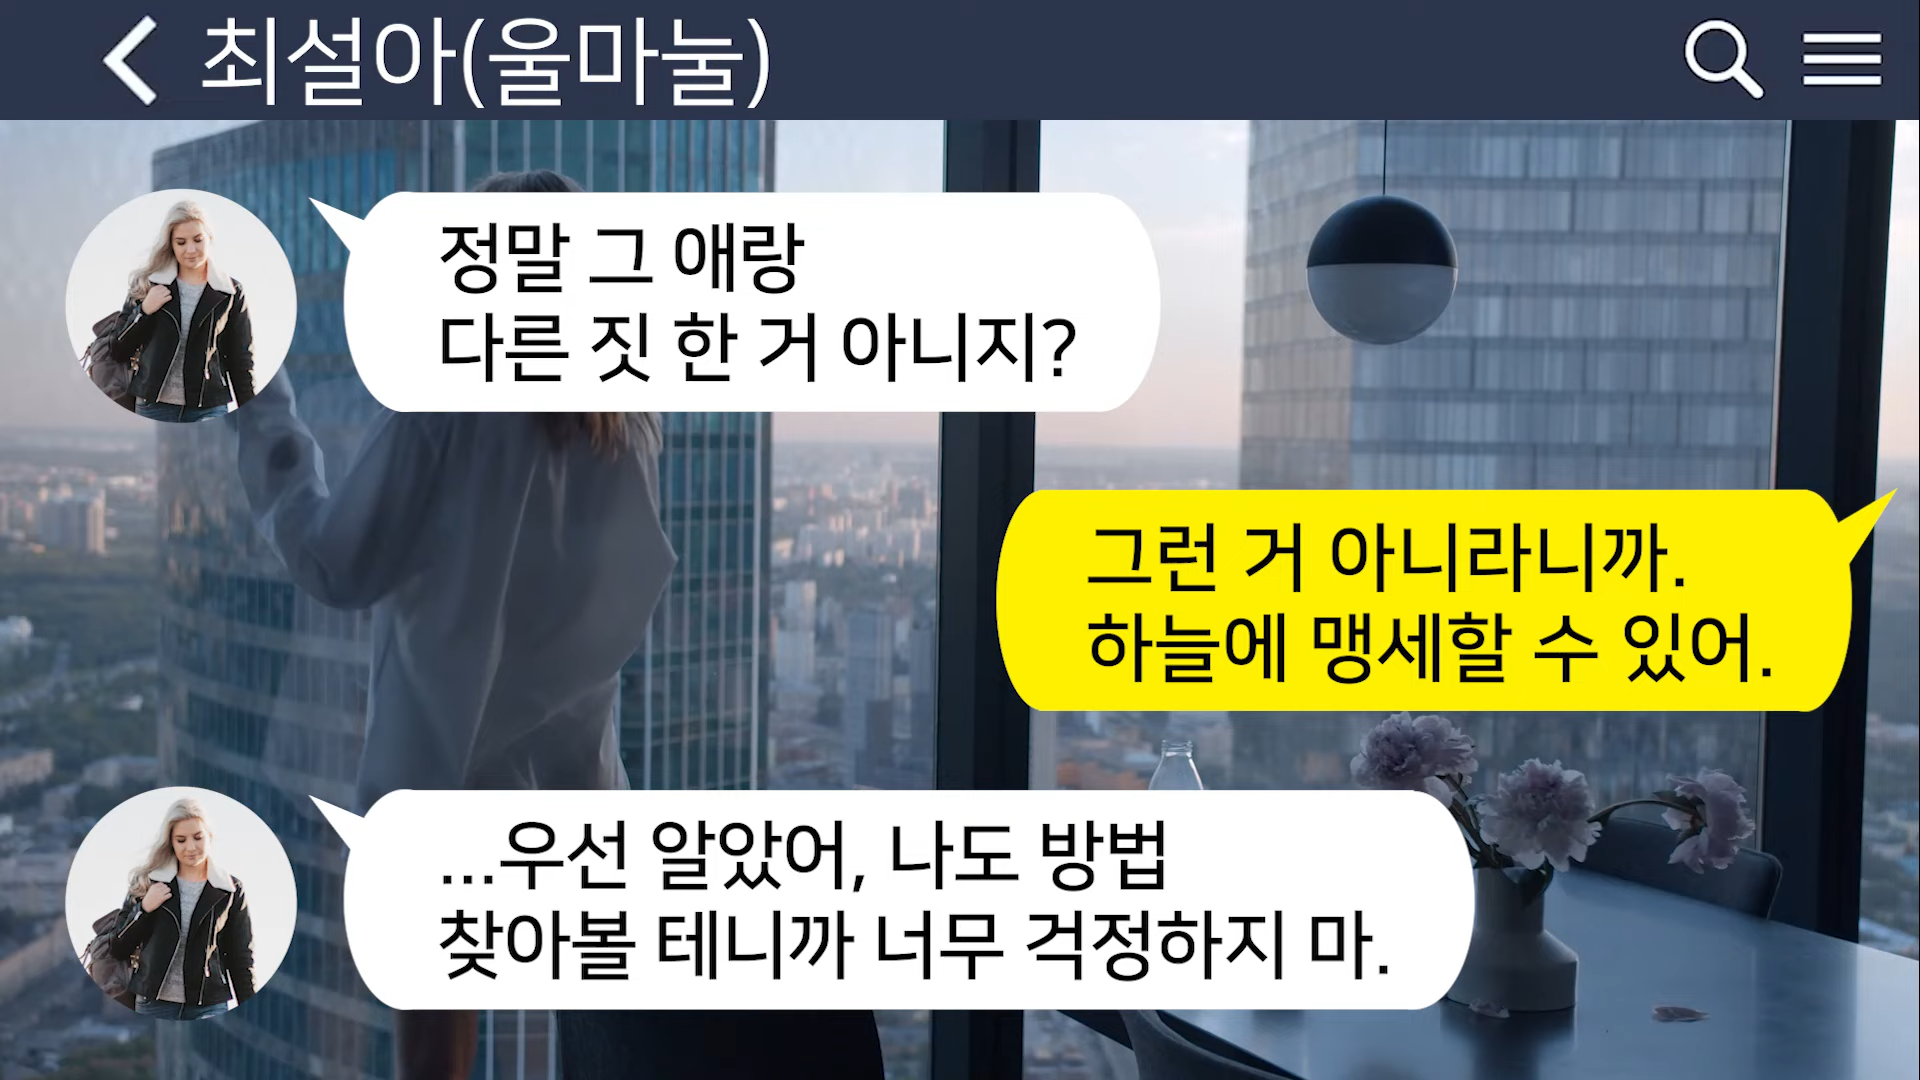 최설아(울마눌)
정말 그 애랑
다른 짓 한 거 아니지?
그런 거 아니라니까.
하늘에 맹세할 수 있어.
...우선 알았어, 나도 방법
찾아볼 테니까 너무 걱정하지 마.